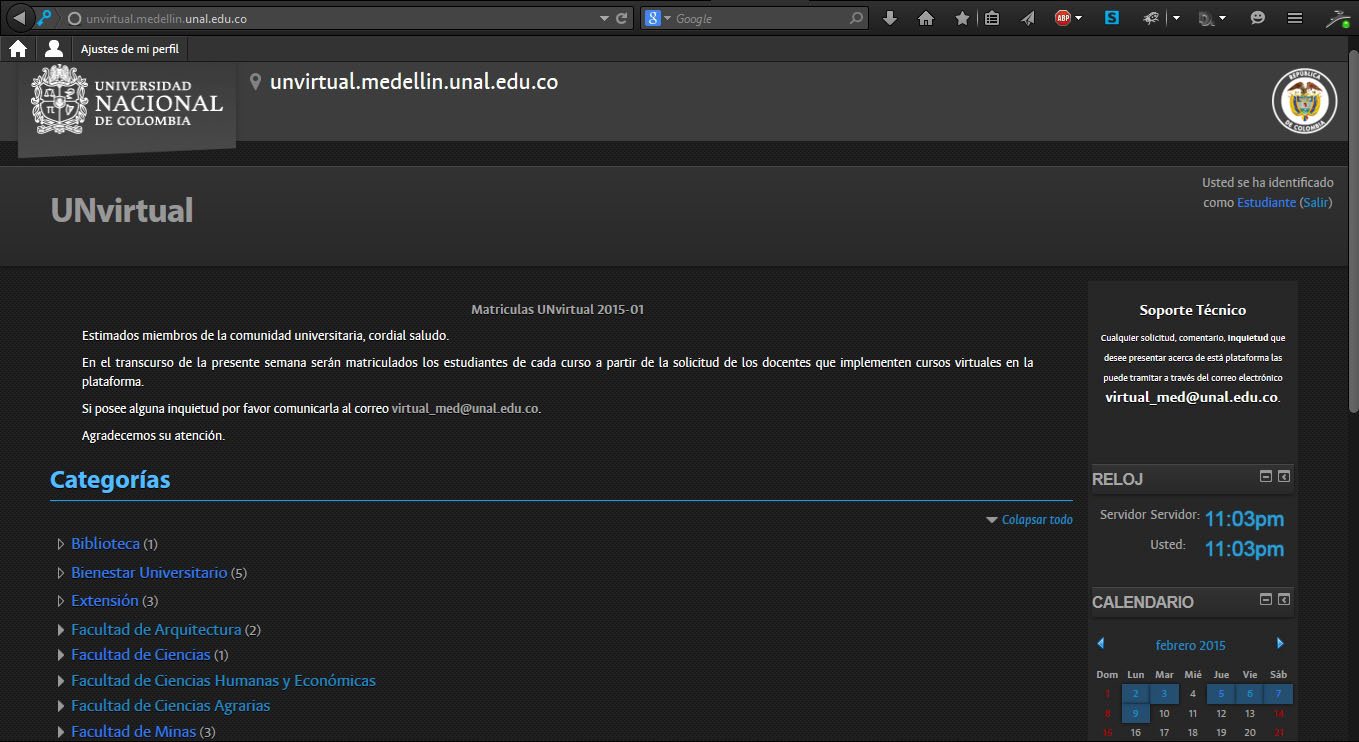 unvirtual.medellin.unal.edu.co
Google
ABP
S
Ajustes de mi perfil
UNIVERSIDAD
NACIONAL
DE COLOMBIA
unvirtual.medellin.unal.edu.co
REPÚBLICA
DE COLOMBIA
UNvirtual
Usted se ha identificado
como Estudiante (Salir)
Matriculas UNvirtual 2015-01
Estimados miembros de la comunidad universitaria, cordial saludo.
En el transcurso de la presente semana serán matriculados los estudiantes de cada curso a partir de la solicitud de los docentes que implementen cursos virtuales en la
plataforma.
Si posee alguna inquietud por favor comunicarla al correo virtual_med@unal.edu.co.
Agradecemos su atención.
Categorías
Colapsar todo
Biblioteca (1)
Bienestar Universitario (5)
Extensión (3)
Facultad de Arquitectura (2)
Facultad de Ciencias (1)
Facultad de Ciencias Humanas y Económicas
Facultad de Ciencias Agrarias
Facultad de Minas (3)
Soporte Técnico
Cualquier solicitud, comentario, inquietud que
desee presentar acerca de está plataforma las
puede tramitar a través del correo electrónico
virtual_med@unal.edu.co.
RELOJ
Servidor Servidor: 11:03pm
Usted: 11:03pm
CALENDARIO
febrero 2015
Dom Lun Mar Mié Jue Vie Sáb
1 2 3 4 5 6 7
8 9 10 11 12 13 14
15 16 17 18 19 20 21